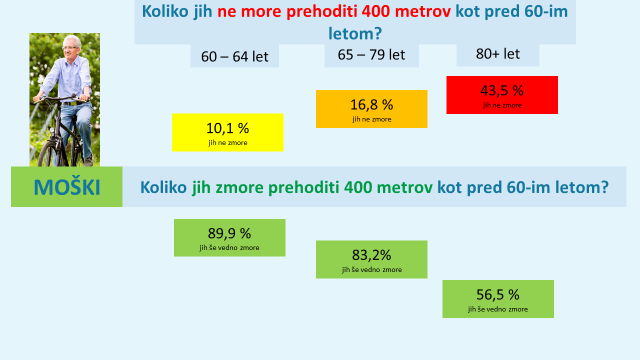 Koliko jih ne more prehoditi 400 metrov kot pred 60-im
letom?
60 – 64 let
65 – 79 let
80+ let
10,1 %
jih ne zmore
16,8 %
jih ne zmore
43,5 %
jih ne zmore
MOŠKI
Koliko jih zmore prehoditi 400 metrov kot pred 60-im letom?
89,9 %
jih še vedno zmore
83,2%
jih še vedno zmore
56,5 %
jih še vedno zmore